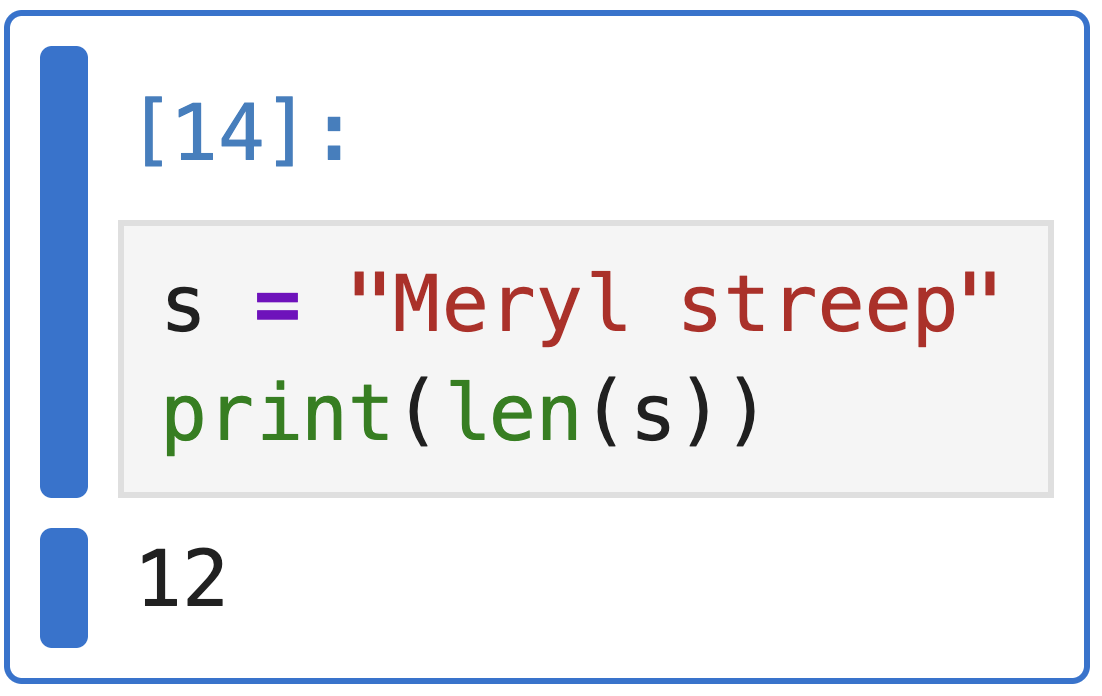 [14]:
s = "Meryl streep"
print(len(s))
12